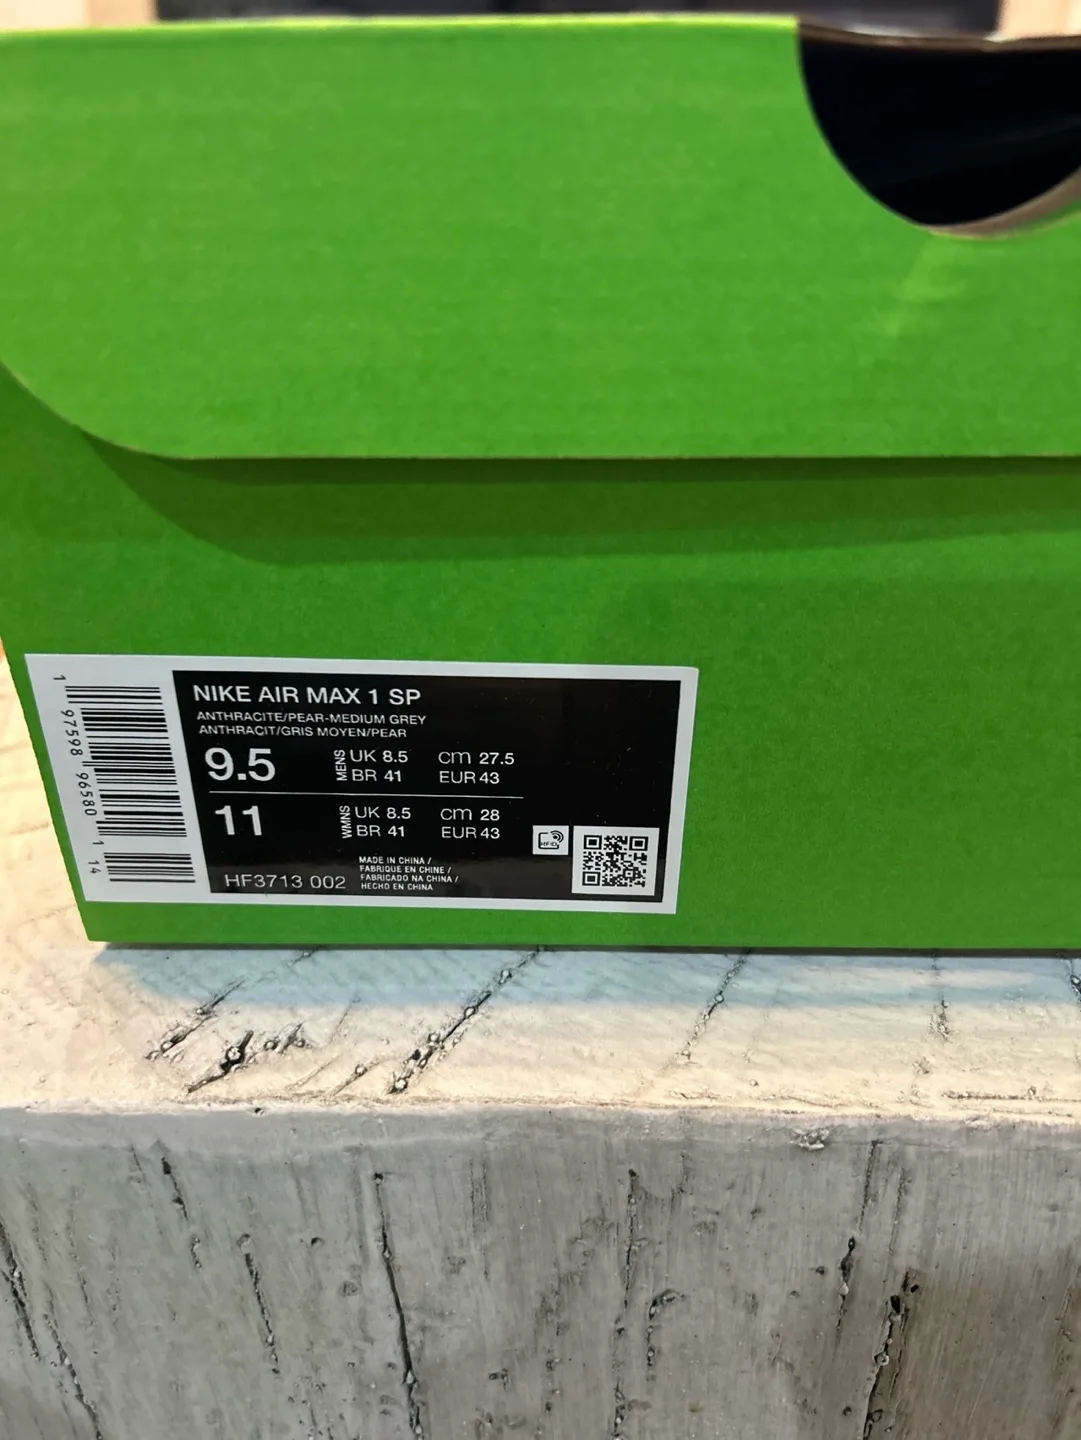 NIKE AIR MAX 1 SP
ANTHRACITE/PEAR-MEDIUM GREY
ANTHRACIT/GRIS MOYEN/PEAR
9.5 MENS UK 8.5 cm 27.5
BR 41 EUR 43
11 WMNS UK 8.5 cm 28
BR 41 EUR 43
RFID
HF3713 002
MADE IN CHINA /
FABRIQUE EN CHINE /
FABRICADO NA CHINA /
HECHO EN CHINA
1 97598 96580 1 14